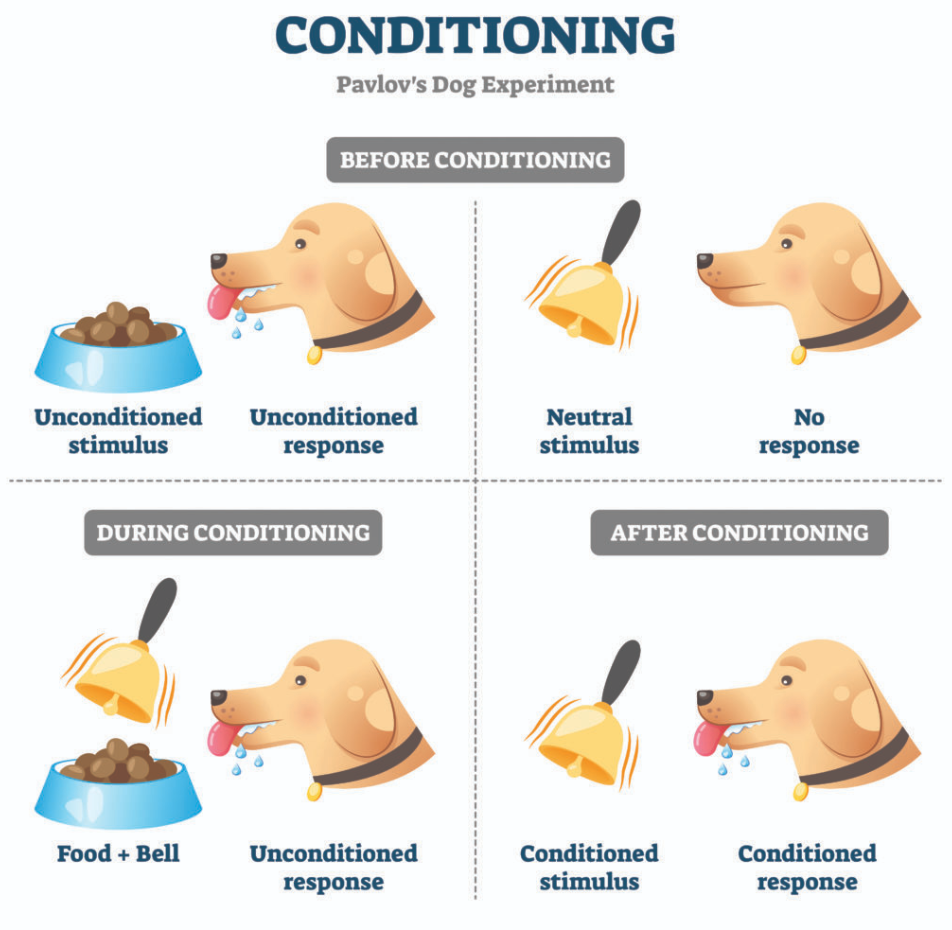 CONDITIONING
Pavlov's Dog Experiment
BEFORE CONDITIONING
Unconditioned
stimulus
Unconditioned
response
Neutral
stimulus
No
response
DURING CONDITIONING
Food + Bell
Unconditioned
response
AFTER CONDITIONING
Conditioned
stimulus
Conditioned
response